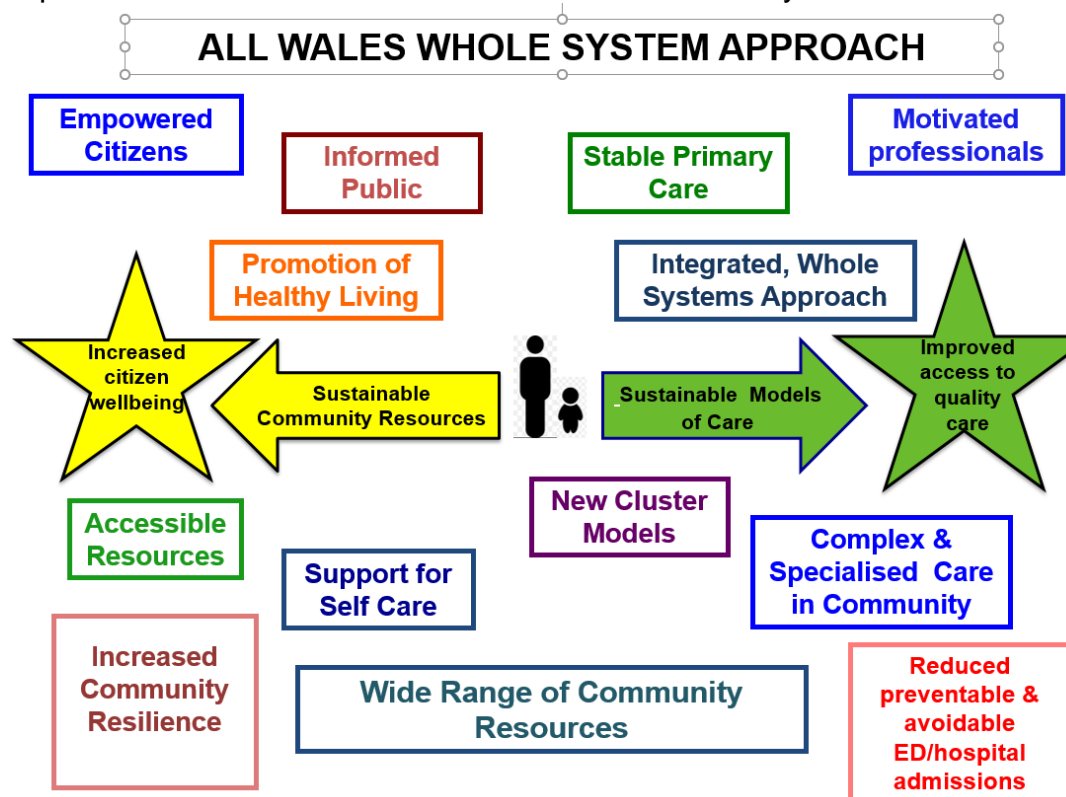 ALL WALES WHOLE SYSTEM APPROACH
Empowered
Citizens
Informed
Public
Stable Primary
Care
Motivated
professionals
Promotion of
Healthy Living
Integrated, Whole
Systems Approach
Increased
citizen
wellbeing
Sustainable
Community Resources
Sustainable Models
of Care
Improved
access to
quality
care
Accessible
Resources
New Cluster
Models
Support for
Self Care
Complex &
Specialised Care
in Community
Increased
Community
Resilience
Wide Range of Community
Resources
Reduced
preventable &
avoidable
ED/hospital
admissions